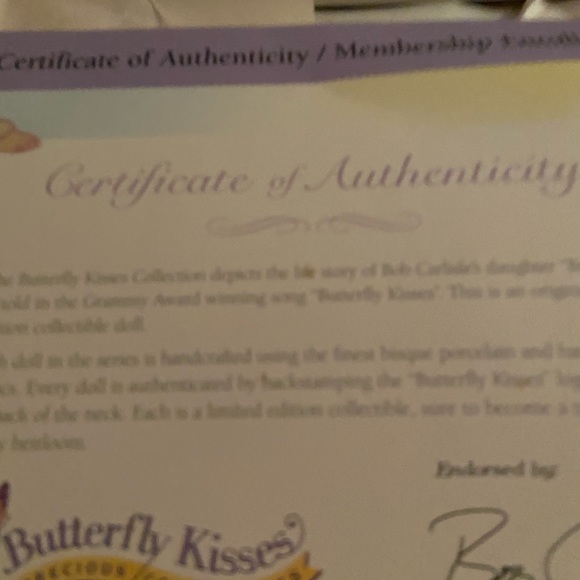 Certificate of Authenticity / Membership
Certificate of Authenticity
Butterfly Kisses Collection depicts the life story of Bob Carlisle's daughter
told in the Grammy Award winning song "Butterfly Kisses". This is an
collectible doll.
doll in the series is handcrafted using the finest bisque porcelain and
Every doll is authenticated by backstamping the "Butterfly Kisses"
back of the neck. Each is a limited edition collectible, sure to become a
heirloom.
Endorsed by:
Butterfly Kisses
PRECIOUS